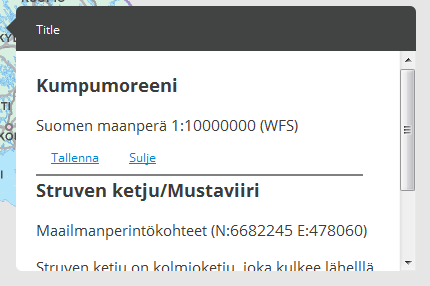 Title
Kumpumoreeni
Suomen maanperä 1:10000000 (WFS)
Tallenna Sulje
Struven ketju/Mustaviiri
Maailmanperintökohteet (N:6682245 E:478060)
Struven ketju on kolmioketju, joka kulkee lähelllä